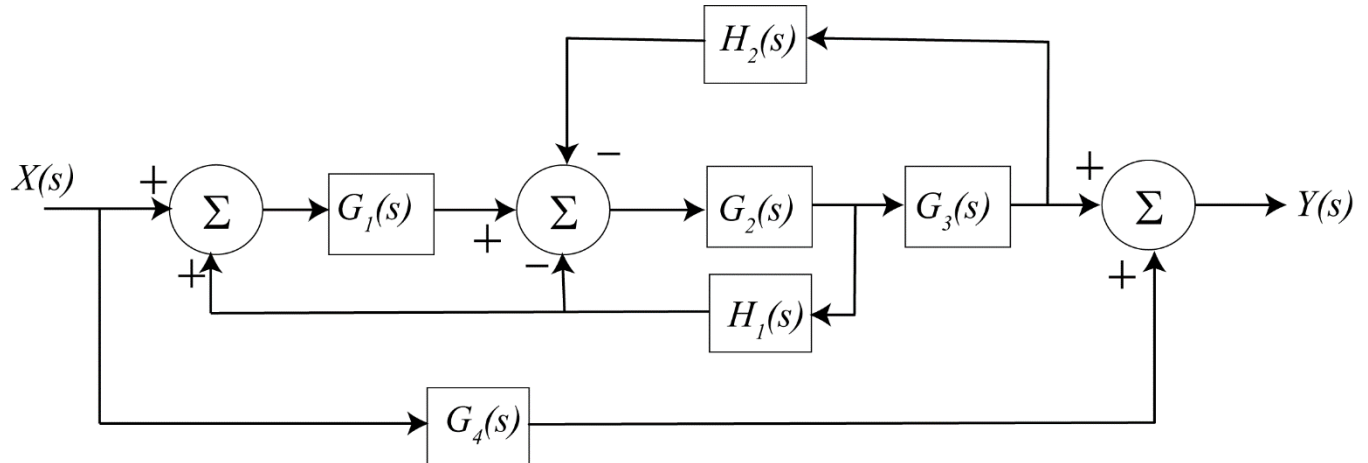 H₂(s)
X(s)
+
Σ
+
G₁(s)
+
Σ
−
−
G₂(s)
G₃(s)
+
Σ
+
Y(s)
H₁(s)
G₄(s)